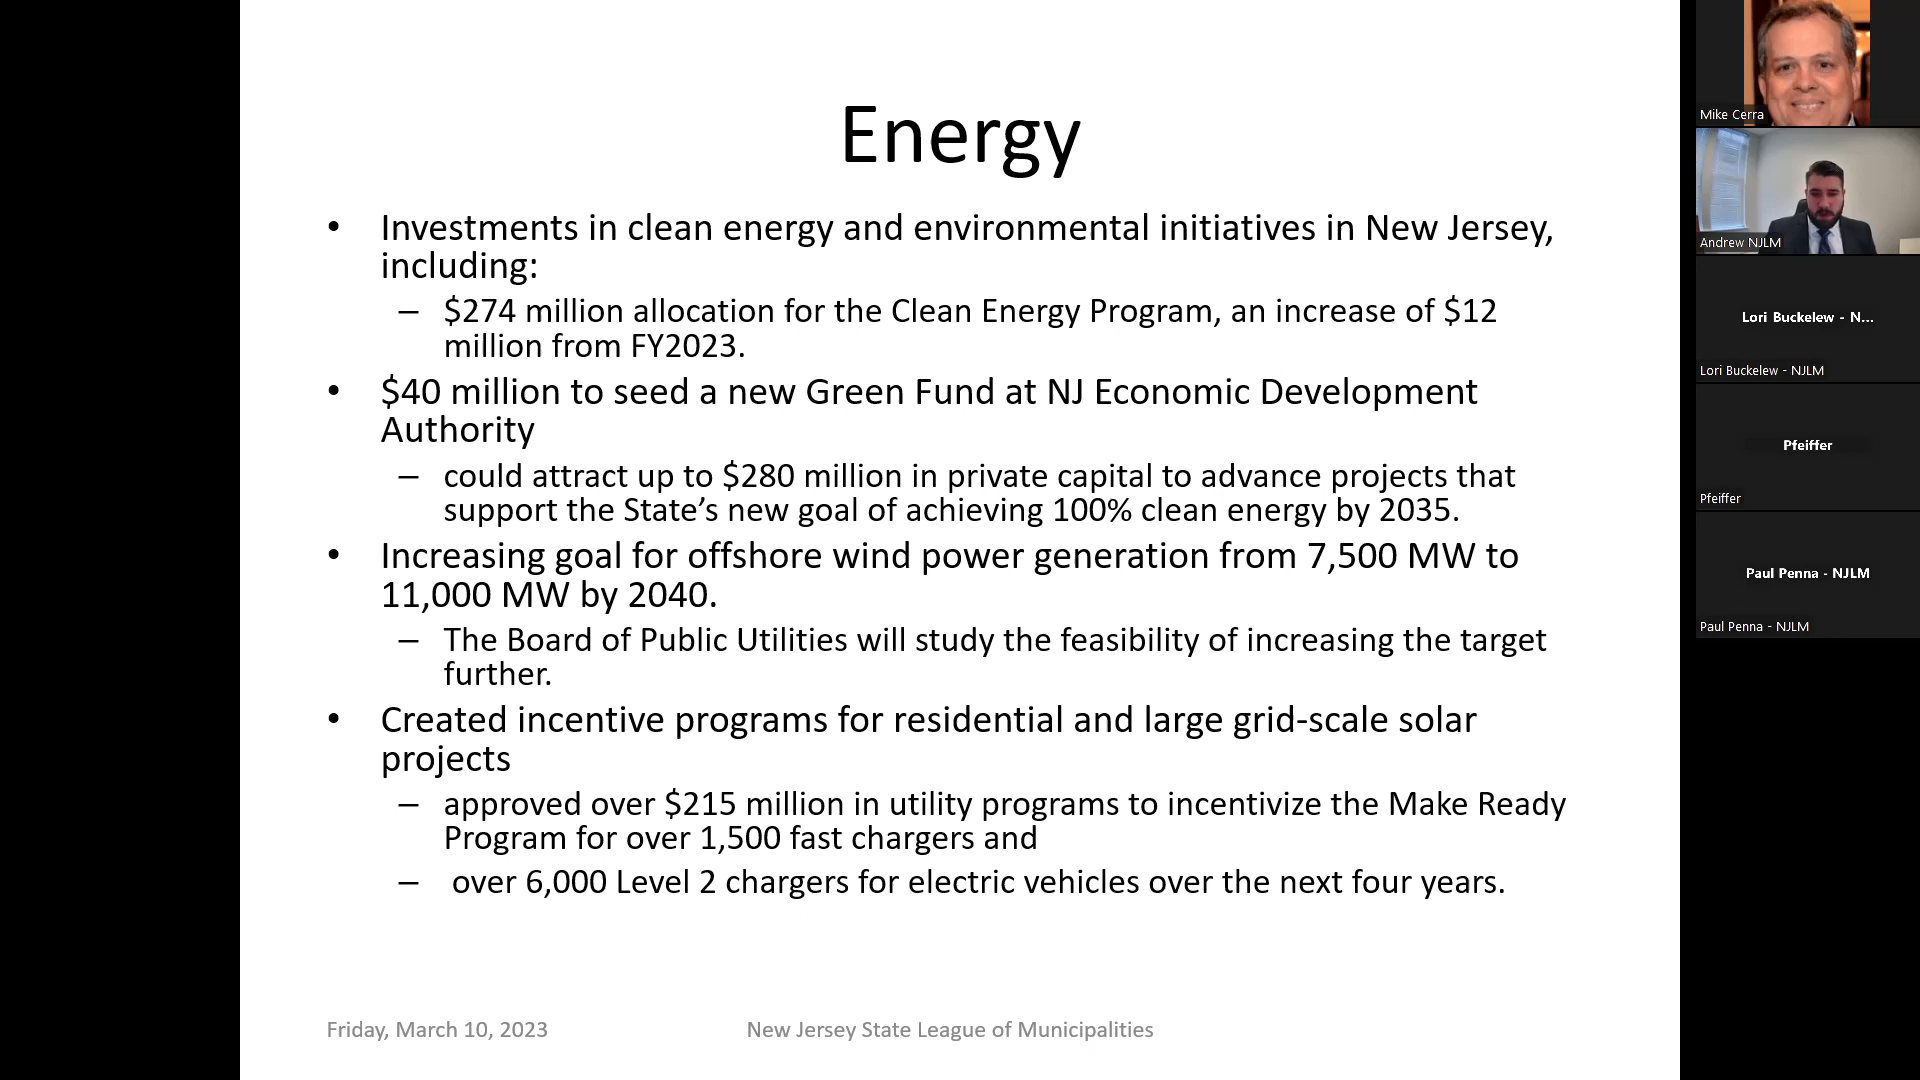 Energy
• Investments in clean energy and environmental initiatives in New Jersey,
including:
– $274 million allocation for the Clean Energy Program, an increase of $12
million from FY2023.
• $40 million to seed a new Green Fund at NJ Economic Development
Authority
– could attract up to $280 million in private capital to advance projects that
support the State’s new goal of achieving 100% clean energy by 2035.
• Increasing goal for offshore wind power generation from 7,500 MW to
11,000 MW by 2040.
– The Board of Public Utilities will study the feasibility of increasing the target
further.
• Created incentive programs for residential and large grid-scale solar
projects
– approved over $215 million in utility programs to incentivize the Make Ready
Program for over 1,500 fast chargers and
– over 6,000 Level 2 chargers for electric vehicles over the next four years.
Friday, March 10, 2023
New Jersey State League of Municipalities
Mike Cerra
Andrew NJLM
Lori Buckelew - N...
Lori Buckelew - NJLM
Pfeiffer
Pfeiffer
Paul Penna - NJLM
Paul Penna - NJLM